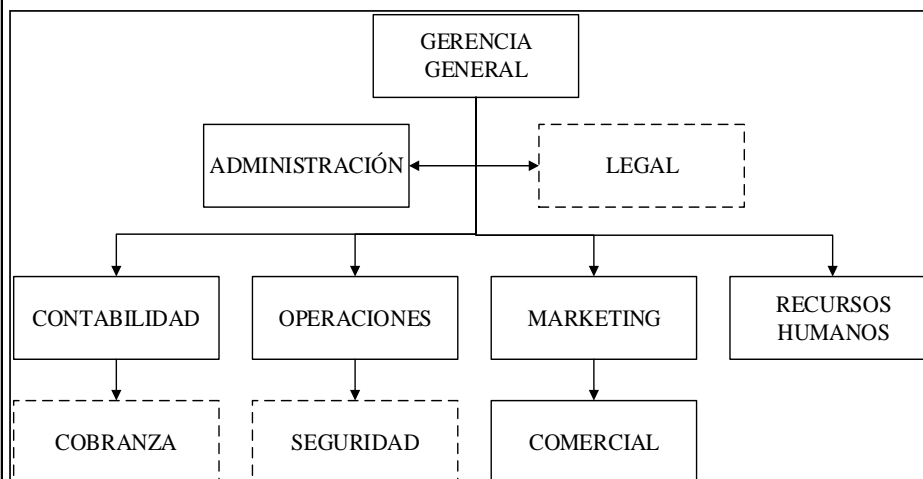 GERENCIA
GENERAL
ADMINISTRACIÓN
LEGAL
CONTABILIDAD
OPERACIONES
MARKETING
RECURSOS
HUMANOS
COBRANZA
SEGURIDAD
COMERCIAL